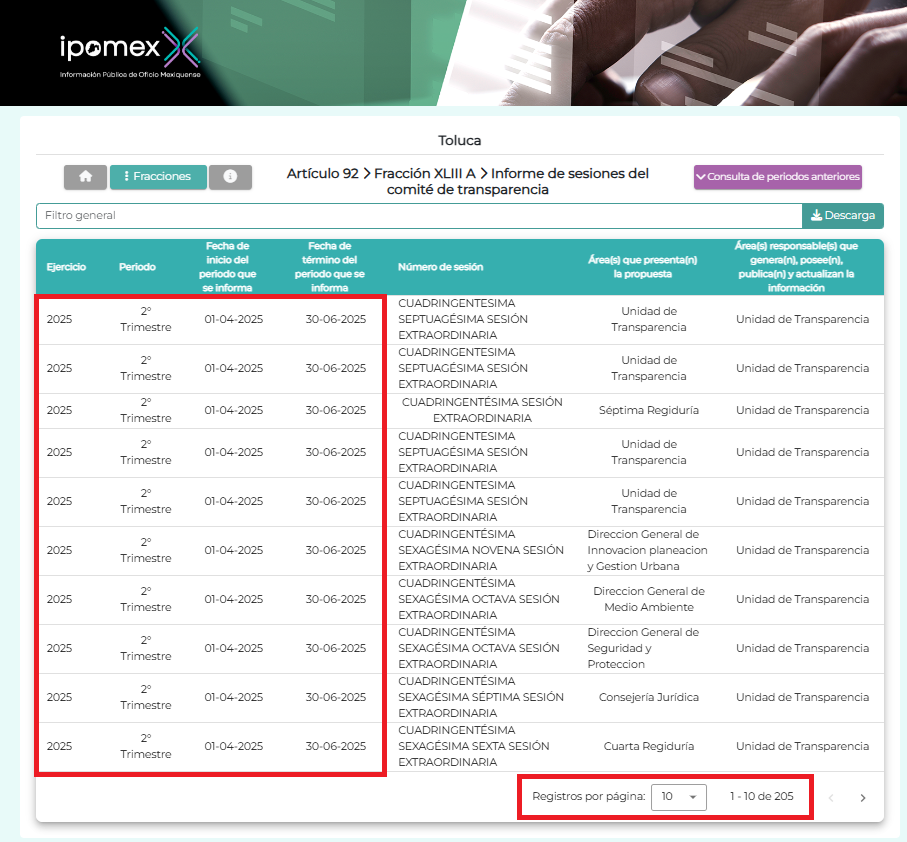 ipomex
Información Pública de Oficio Mexiquense
Toluca
Fracciones
Artículo 92 > Fracción XLIII A > Informe de sesiones del
comité de transparencia
Consulta de periodos anteriores
Filtro general
Descarga
Ejercicio
Periodo
Fecha de
inicio del
periodo que
se informa
Fecha de
término del
periodo que se
informa
Número de sesión
Área(s) que presenta(n)
la propuesta
Área(s) responsable(s) que
genera(n), posee(n),
publica(n) y actualizan la
información
2025
2°
Trimestre
01-04-2025
30-06-2025
CUADRINGENTESIMA
SEPTUAGÉSIMA SESIÓN
EXTRAORDINARIA
Unidad de
Transparencia
Unidad de Transparencia
2025
2°
Trimestre
01-04-2025
30-06-2025
CUADRINGENTESIMA
SEPTUAGÉSIMA SESIÓN
EXTRAORDINARIA
Unidad de
Transparencia
Unidad de Transparencia
2025
2°
Trimestre
01-04-2025
30-06-2025
CUADRINGENTÉSIMA SESIÓN
EXTRAORDINARIA
Séptima Regiduría
Unidad de Transparencia
2025
2°
Trimestre
01-04-2025
30-06-2025
CUADRINGENTESIMA
SEPTUAGÉSIMA SESIÓN
EXTRAORDINARIA
Unidad de
Transparencia
Unidad de Transparencia
2025
2°
Trimestre
01-04-2025
30-06-2025
CUADRINGENTESIMA
SEPTUAGÉSIMA SESIÓN
EXTRAORDINARIA
Unidad de
Transparencia
Unidad de Transparencia
2025
2°
Trimestre
01-04-2025
30-06-2025
CUADRINGENTÉSIMA
SEXAGÉSIMA NOVENA SESIÓN
EXTRAORDINARIA
Direccion General de
Innovacion planeacion
y Gestion Urbana
Unidad de Transparencia
2025
2°
Trimestre
01-04-2025
30-06-2025
CUADRINGENTÉSIMA
SEXAGÉSIMA OCTAVA SESIÓN
EXTRAORDINARIA
Direccion General de
Medio Ambiente
Unidad de Transparencia
2025
2°
Trimestre
01-04-2025
30-06-2025
CUADRINGENTÉSIMA
SEXAGÉSIMA OCTAVA SESIÓN
EXTRAORDINARIA
Direccion General de
Seguridad y
Proteccion
Unidad de Transparencia
2025
2°
Trimestre
01-04-2025
30-06-2025
CUADRINGENTÉSIMA
SEXAGÉSIMA SÉPTIMA SESIÓN
EXTRAORDINARIA
Consejería Jurídica
Unidad de Transparencia
2025
2°
Trimestre
01-04-2025
30-06-2025
CUADRINGENTÉSIMA
SEXAGÉSIMA SEXTA SESIÓN
EXTRAORDINARIA
Cuarta Regiduría
Unidad de Transparencia
Registros por página: 10 1 - 10 de 205